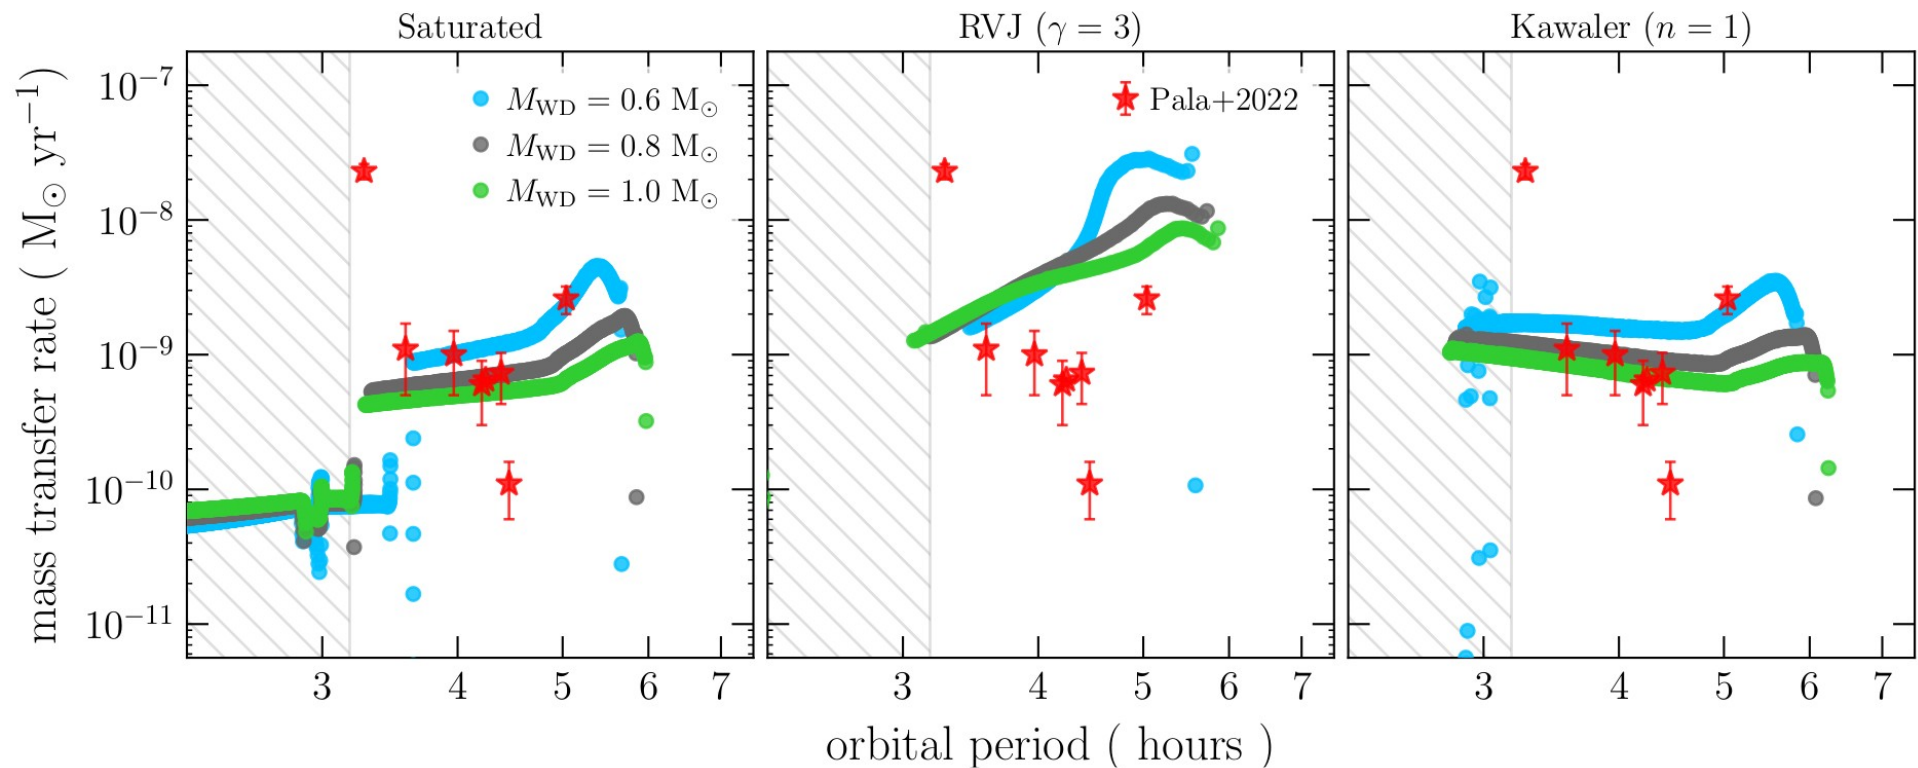 Saturated
RVJ (γ = 3)
Kawaler (n = 1)
mass transfer rate ( M⊙ yr⁻¹)
10⁻⁷
10⁻⁸
10⁻⁹
10⁻¹⁰
10⁻¹¹
M_WD = 0.6 M⊙
M_WD = 0.8 M⊙
M_WD = 1.0 M⊙
Pala+2022
3 4 5 6 7
3 4 5 6 7
3 4 5 6 7
orbital period ( hours )